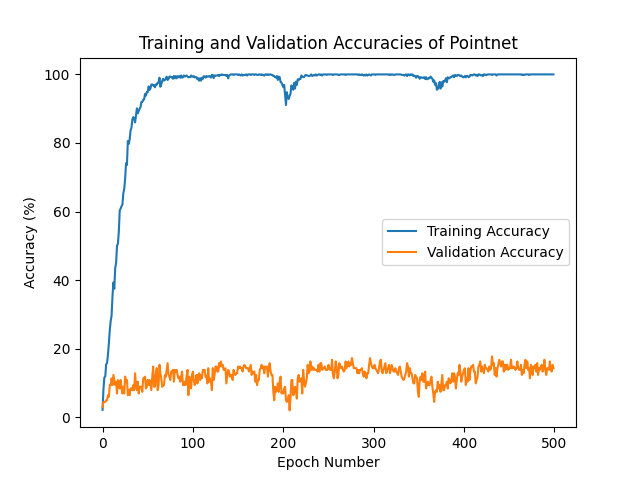 Training and Validation Accuracies of Pointnet
100
80
60
40
20
0
Accuracy (%)
Training Accuracy
Validation Accuracy
0 100 200 300 400 500
Epoch Number